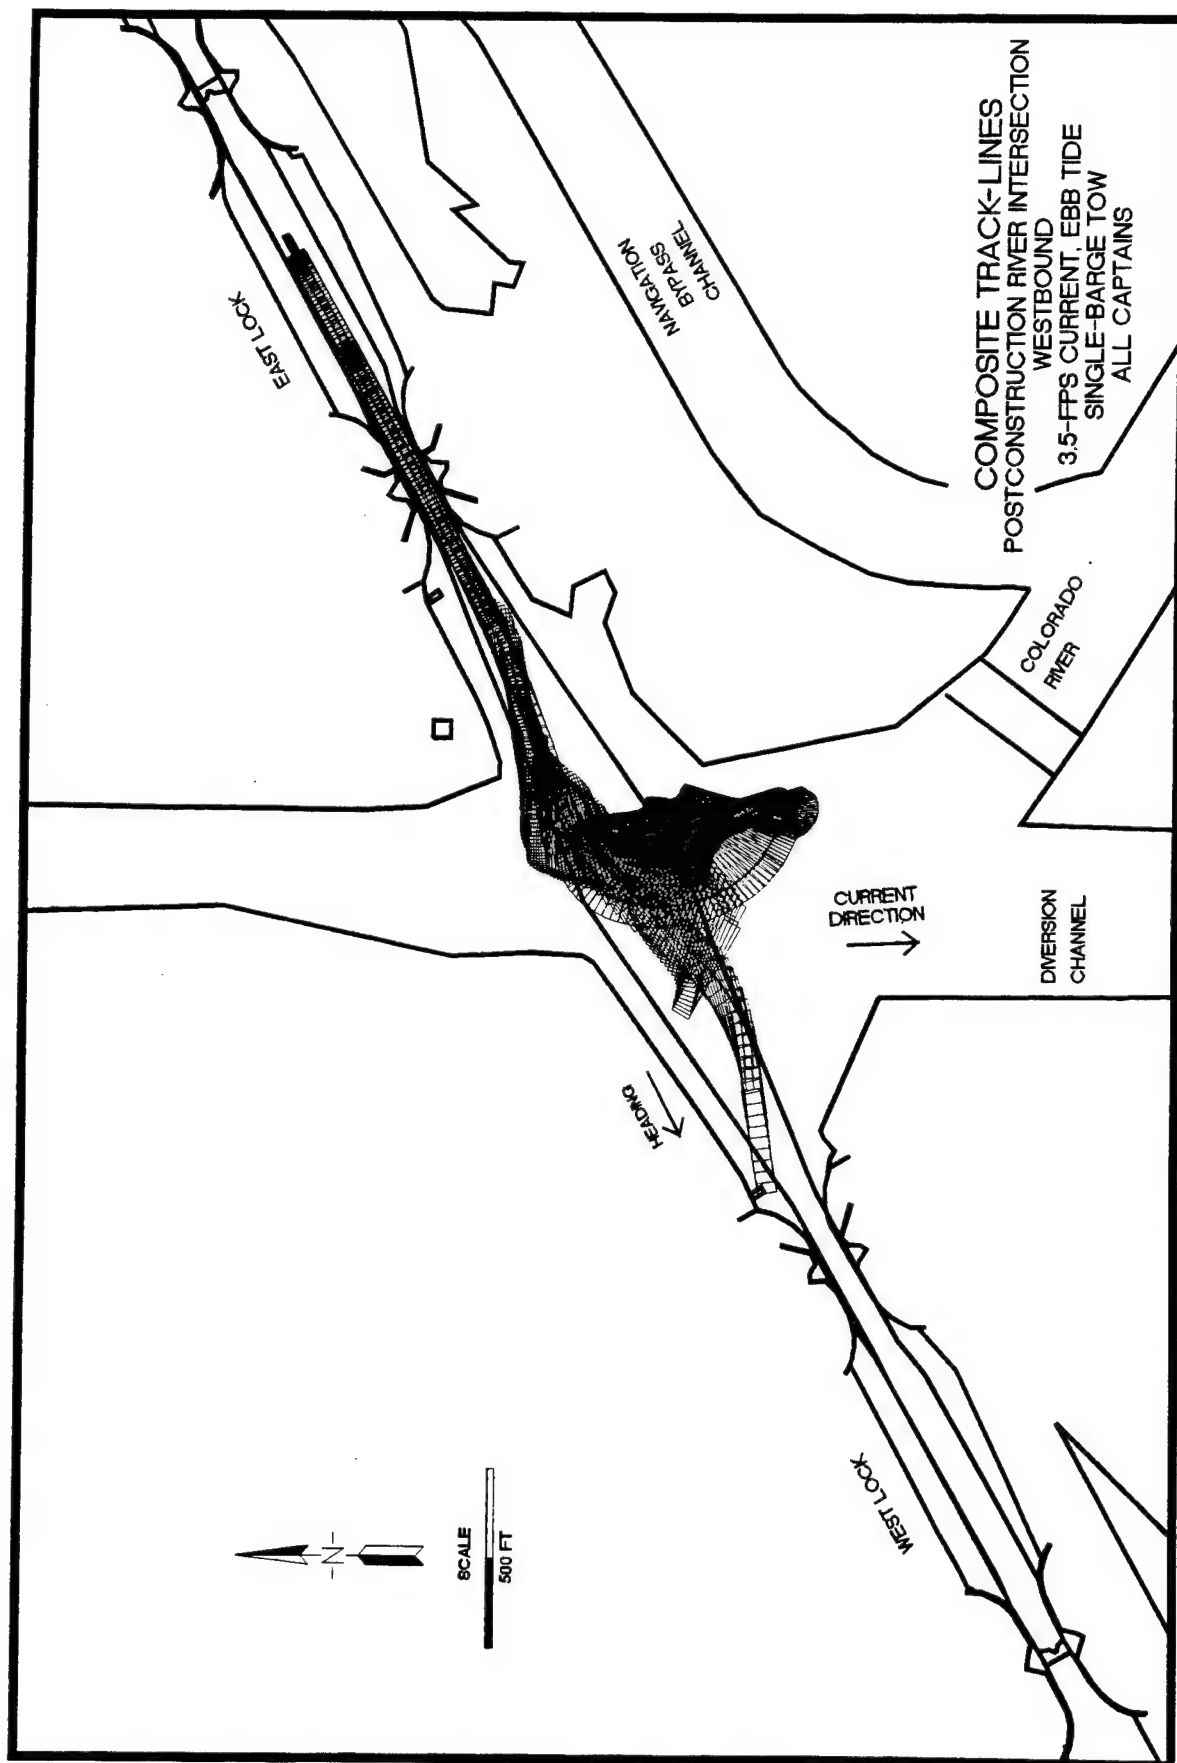 EAST LOCK
NAVIGATION
BYPASS
CHANNEL
COMPOSITE TRACK-LINES
POSTCONSTRUCTION RIVER INTERSECTION
WESTBOUND
3.5-FPS CURRENT, EBB TIDE
SINGLE-BARGE TOW
ALL CAPTAINS
COLORADO
RIVER
CURRENT
DIRECTION
DIVERSION
CHANNEL
HEADING
WEST LOCK
-N-
SCALE
500 FT